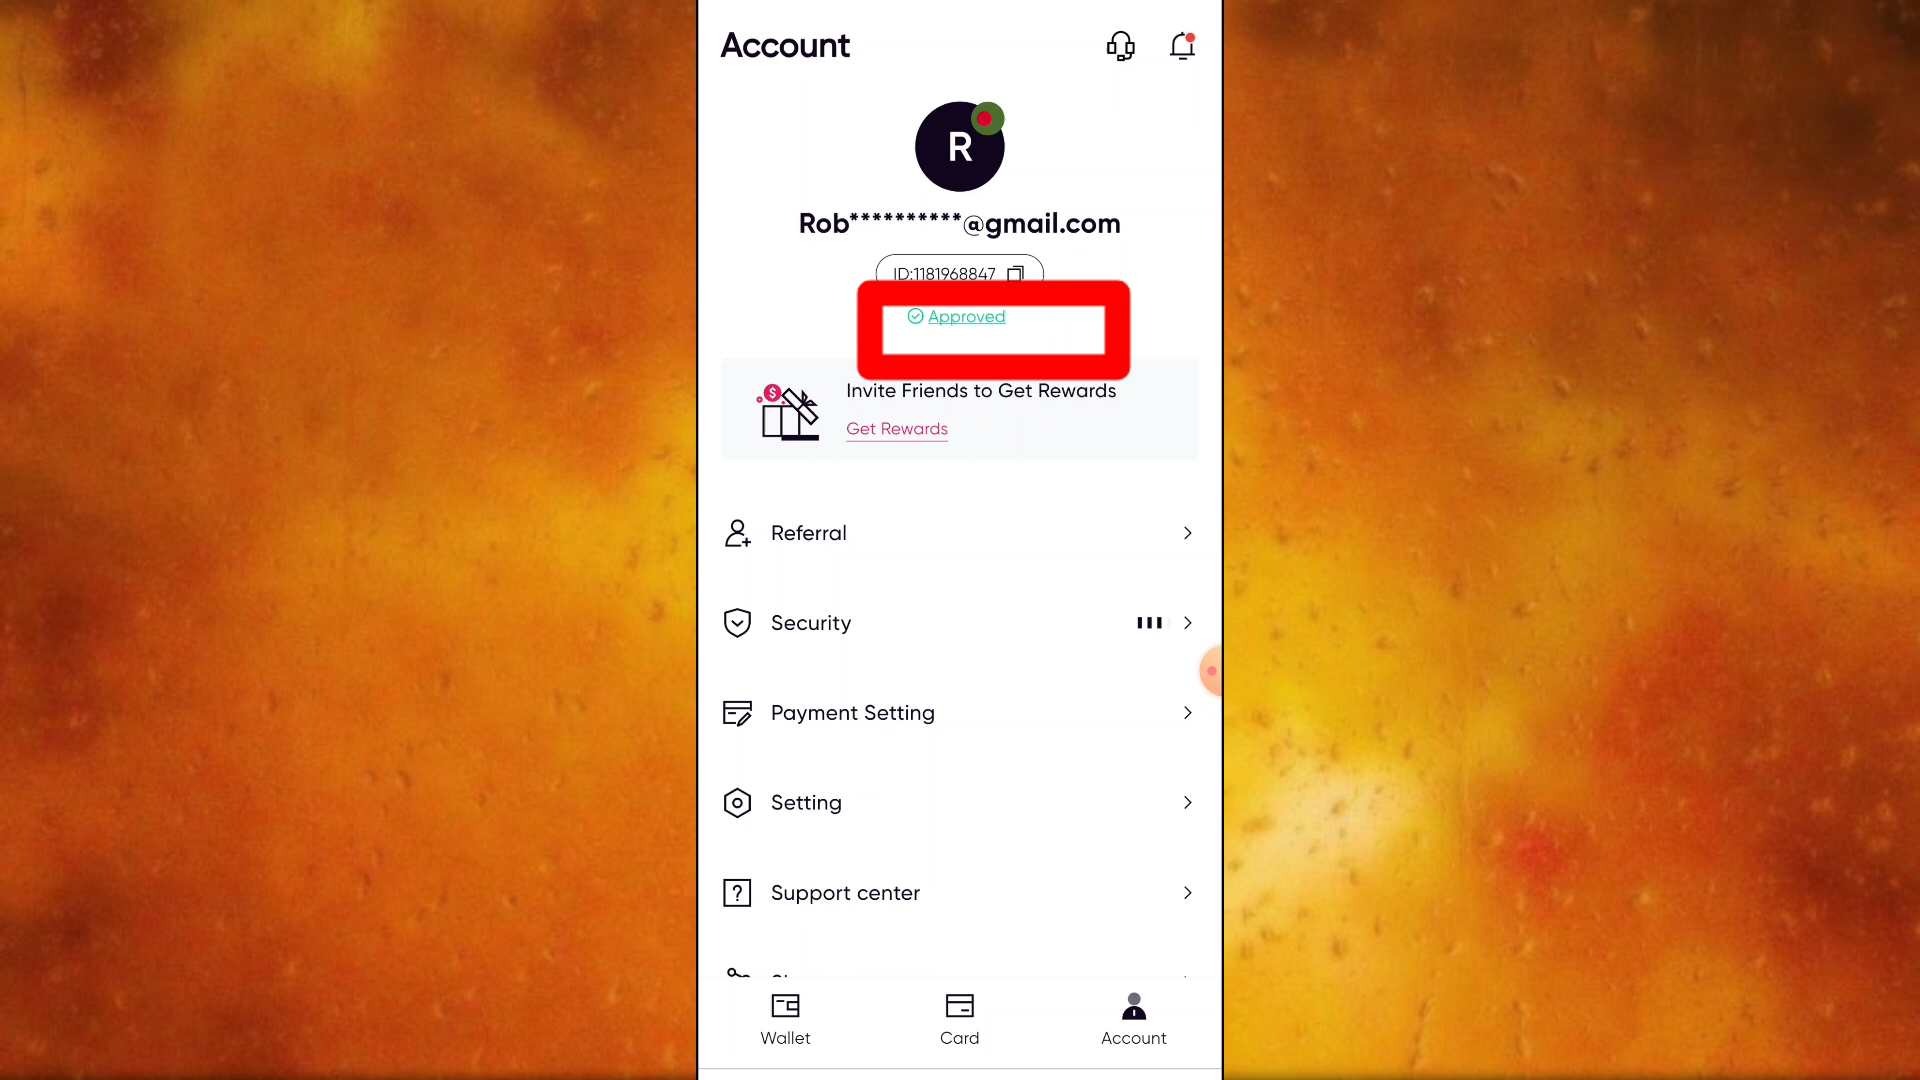 Account
R
Rob**********@gmail.com
ID:1181968847
Approved
Invite Friends to Get Rewards
Get Rewards
Referral
Security
Payment Setting
Setting
Support center
Wallet
Card
Account